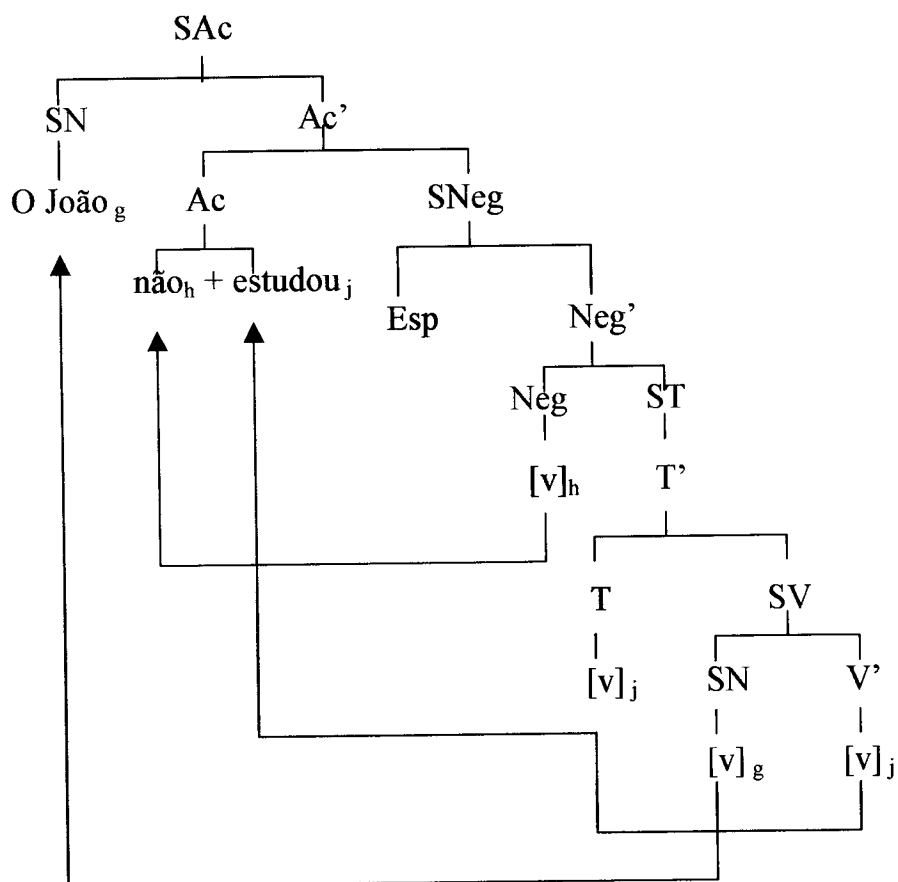 SAc
SN Ac’
O João g Ac SNeg
não h + estudou j Esp Neg’
Neg ST
[v] h T’
T SV
[v] j SN V’
[v] g [v] j